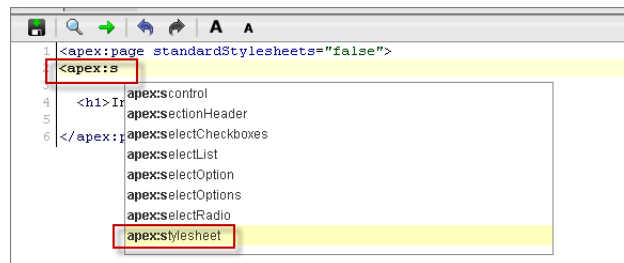 A A
1 <apex:page standardStylesheets="false">
2 <apex:s
3
apex:scontrol
4 <h1>In
apex:sectionHeader
5
apex:selectCheckboxes
6 </apex:p
apex:selectList
apex:selectOption
apex:selectOptions
apex:selectRadio
apex:stylesheet